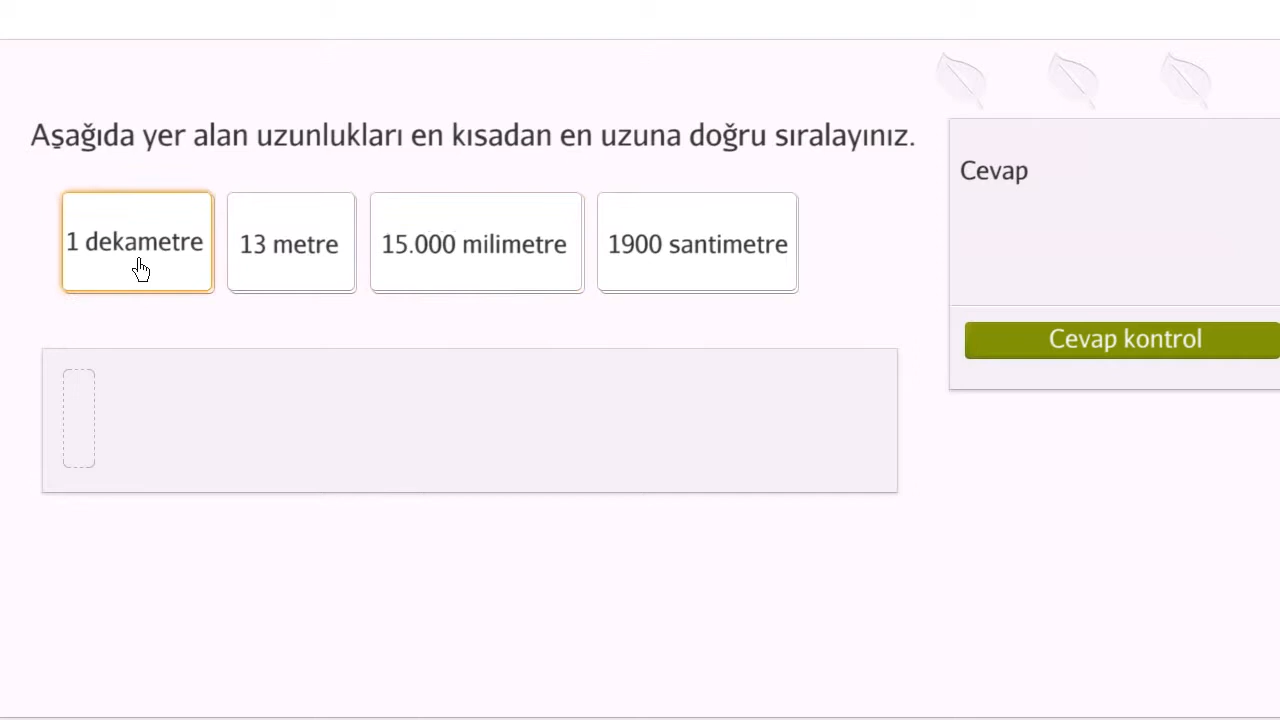 Aşağıda yer alan uzunlukları en kısadan en uzuna doğru sıralayınız.
1 dekametre
13 metre
15.000 milimetre
1900 santimetre
Cevap
Cevap kontrol